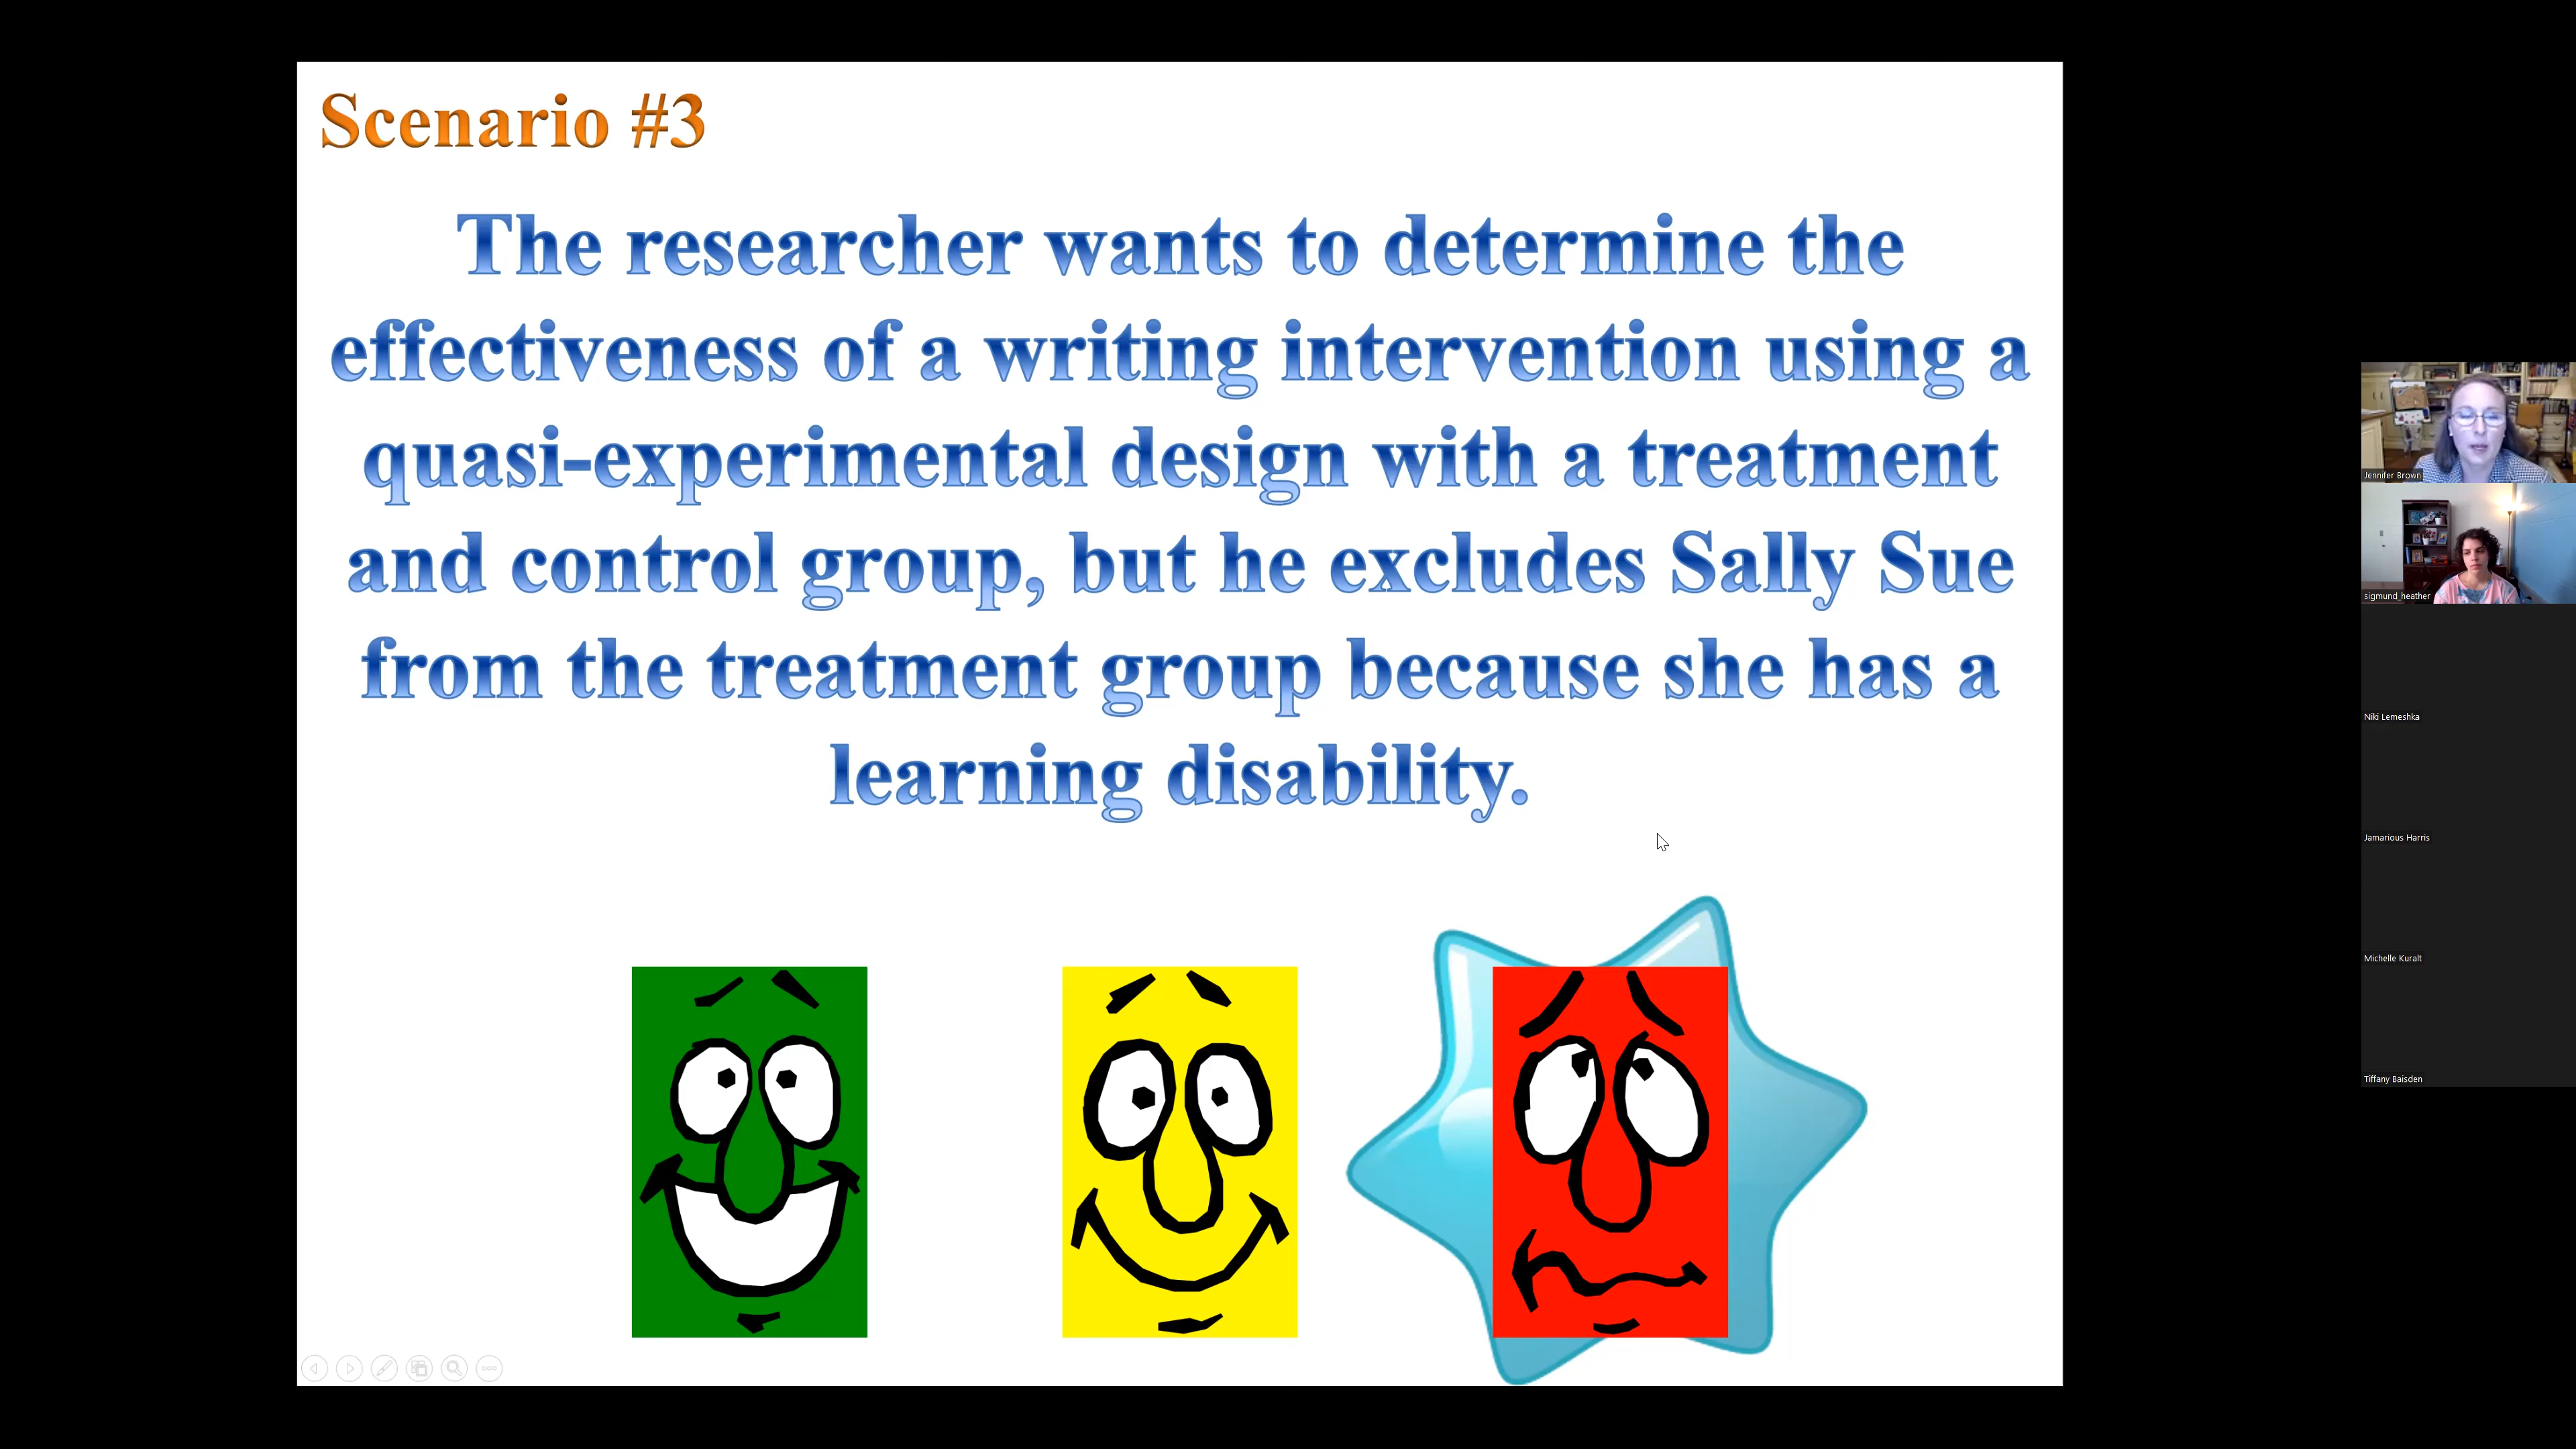 Scenario #3
The researcher wants to determine the
effectiveness of a writing intervention using a
quasi-experimental design with a treatment
and control group, but he excludes Sally Sue
from the treatment group because she has a
learning disability.
Jennifer Brown
sigmund_heather
Niki Lemeshka
Jamarious Harris
Michelle Kuralt
Tiffany Baisden